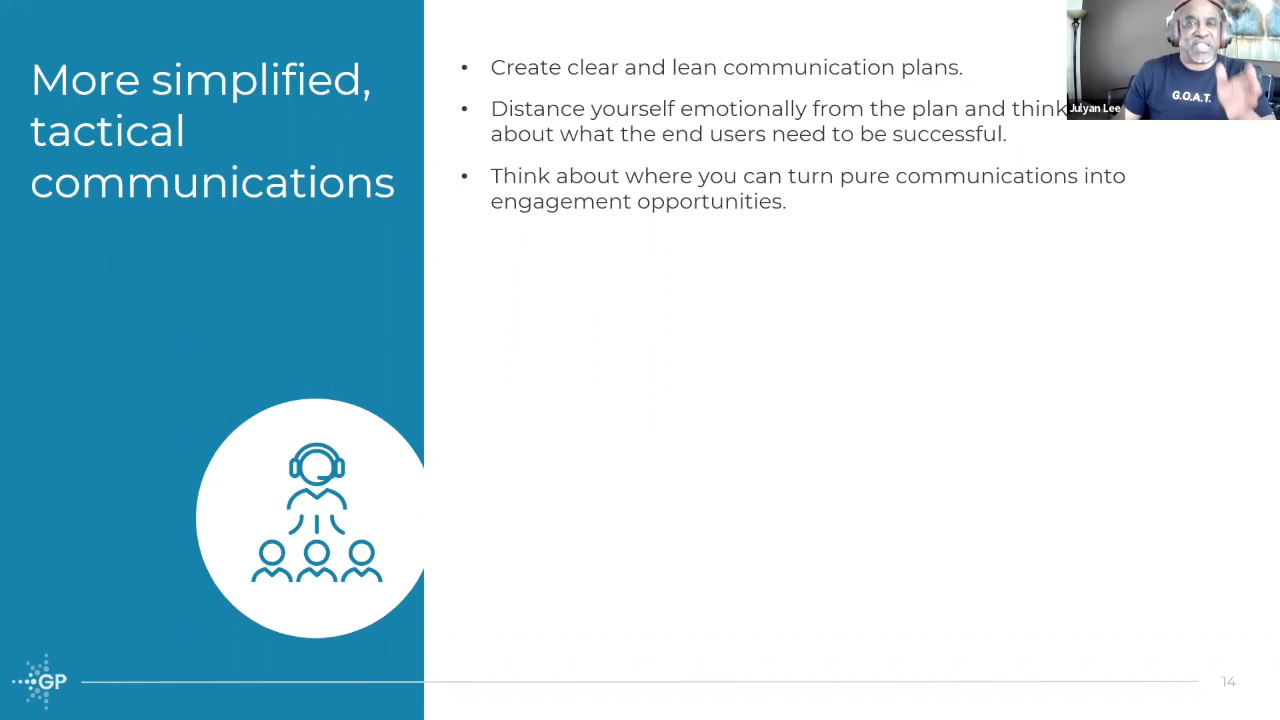 More simplified,
tactical
communications
• Create clear and lean communication plans.
• Distance yourself emotionally from the plan and think
about what the end users need to be successful.
• Think about where you can turn pure communications into
engagement opportunities.
G.O.A.T.
Julyan Lee
GP
14